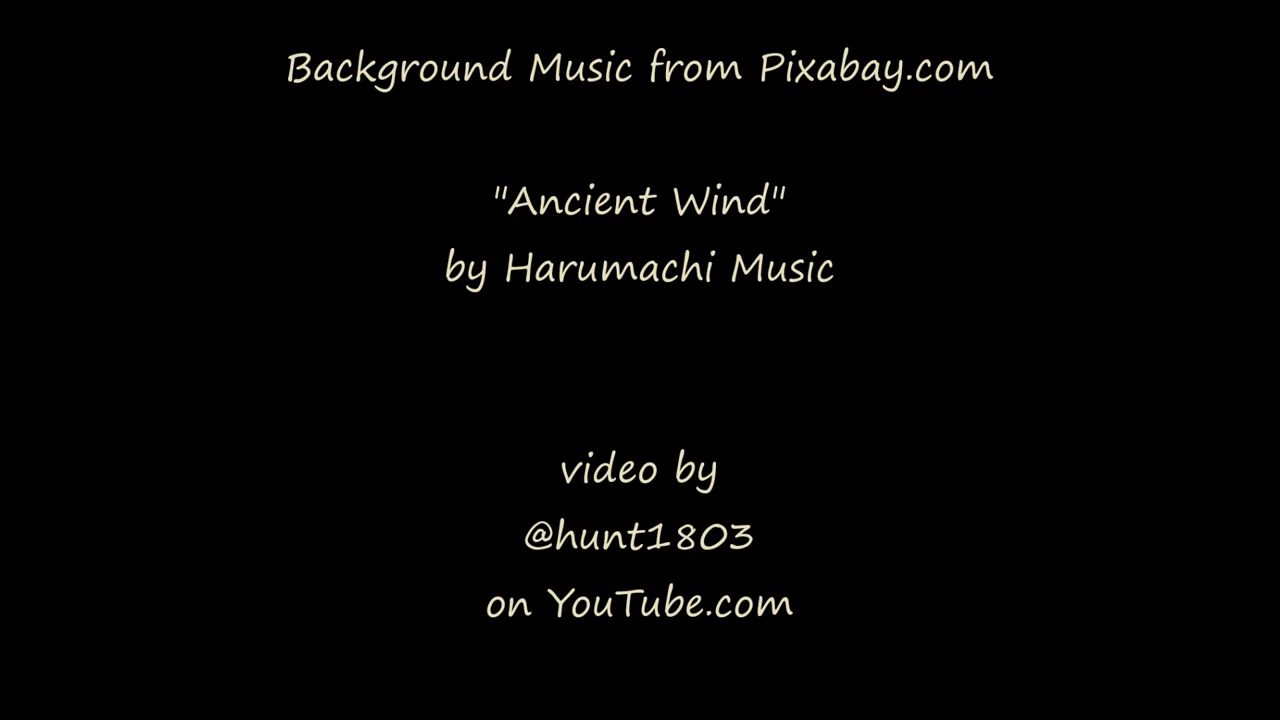 Background Music from Pixabay.com
"Ancient Wind"
by Harumachi Music
video by
@hunt1803
on YouTube.com